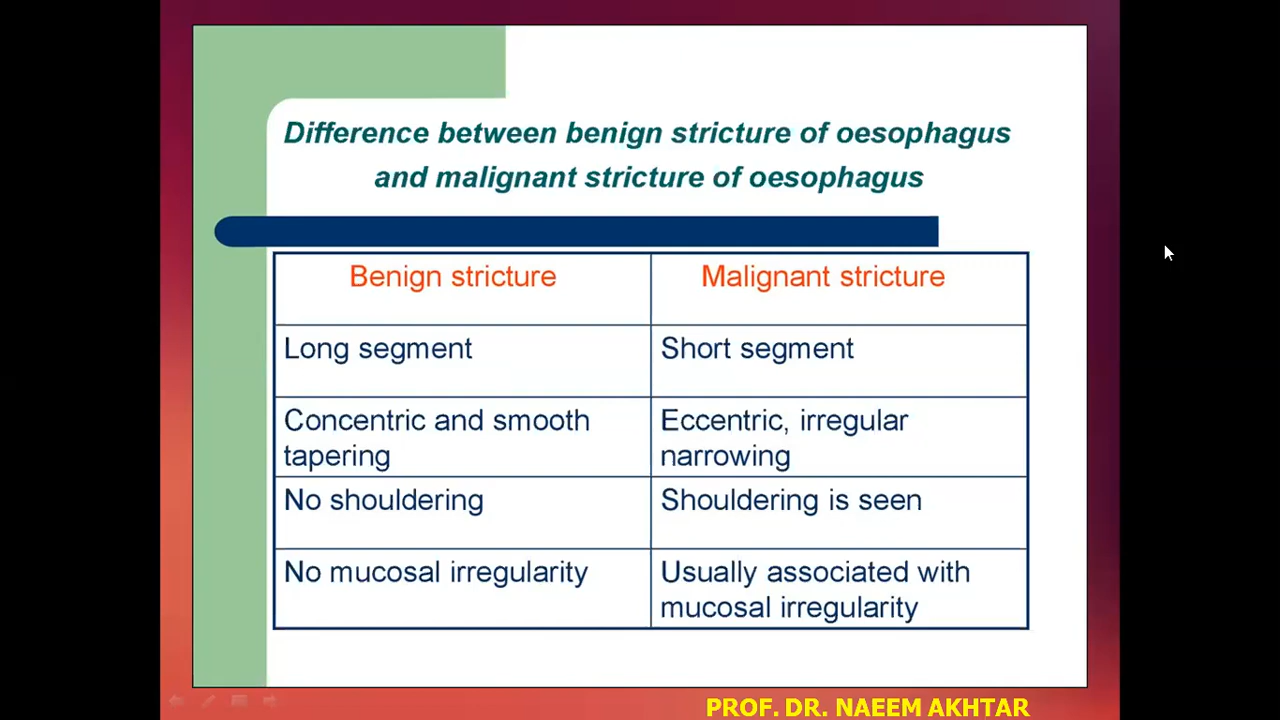 Difference between benign stricture of oesophagus
and malignant stricture of oesophagus
Benign stricture
Malignant stricture
Long segment
Short segment
Concentric and smooth
tapering
Eccentric, irregular
narrowing
No shouldering
Shouldering is seen
No mucosal irregularity
Usually associated with
mucosal irregularity
PROF. DR. NAEEM AKHTAR